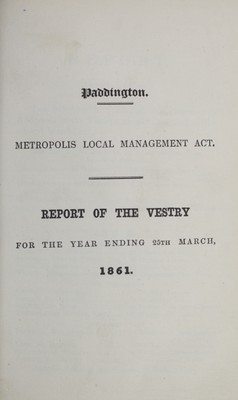 Paddington.
METROPOLIS LOCAL MANAGEMENT ACT.
REPORT OF THE VESTRY
FOR THE YEAR ENDING 25TH MARCH,
1861.